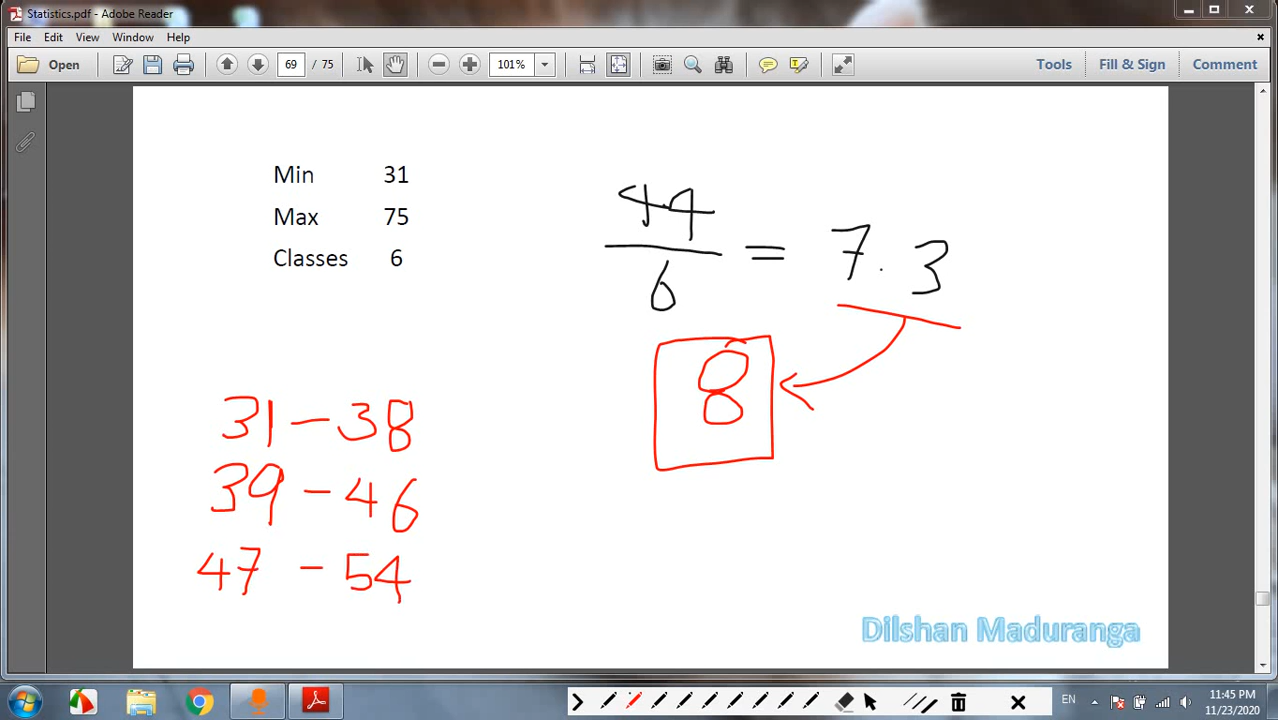 Statistics.pdf - Adobe Reader
File Edit View Window Help
Open 69 / 75 101% Tools Fill & Sign Comment
Min 31
Max 75
Classes 6
44
6
= 7.3
8
31 – 38
39 – 46
47 – 54
Dilshan Maduranga
EN
11:45 PM
11/23/2020